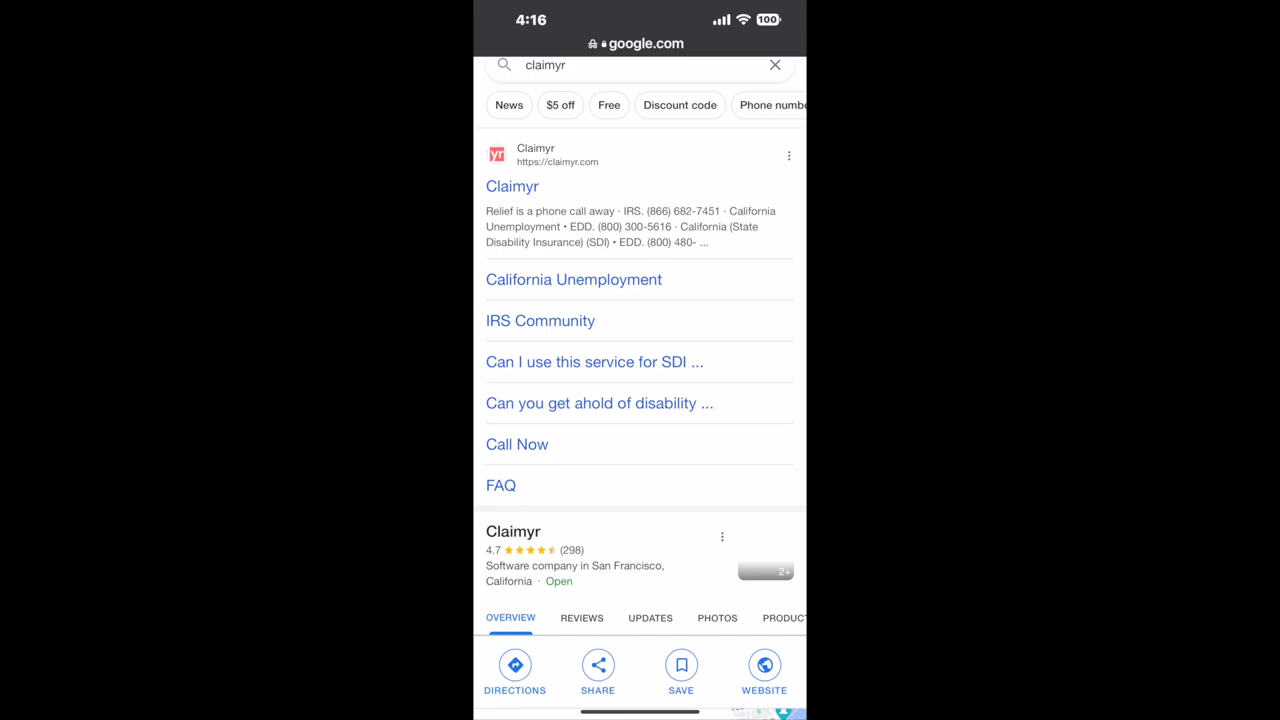 4:16
100
google.com
claimyr
News
$5 off
Free
Discount code
Phone numbe
yr
Claimyr
https://claimyr.com
Claimyr
Relief is a phone call away · IRS. (866) 682-7451 · California
Unemployment • EDD. (800) 300-5616 · California (State
Disability Insurance) (SDI) • EDD. (800) 480- ...
California Unemployment
IRS Community
Can I use this service for SDI ...
Can you get ahold of disability ...
Call Now
FAQ
Claimyr
4.7 (298)
Software company in San Francisco,
California · Open
2+
OVERVIEW
REVIEWS
UPDATES
PHOTOS
PRODUCT
DIRECTIONS
SHARE
SAVE
WEBSITE